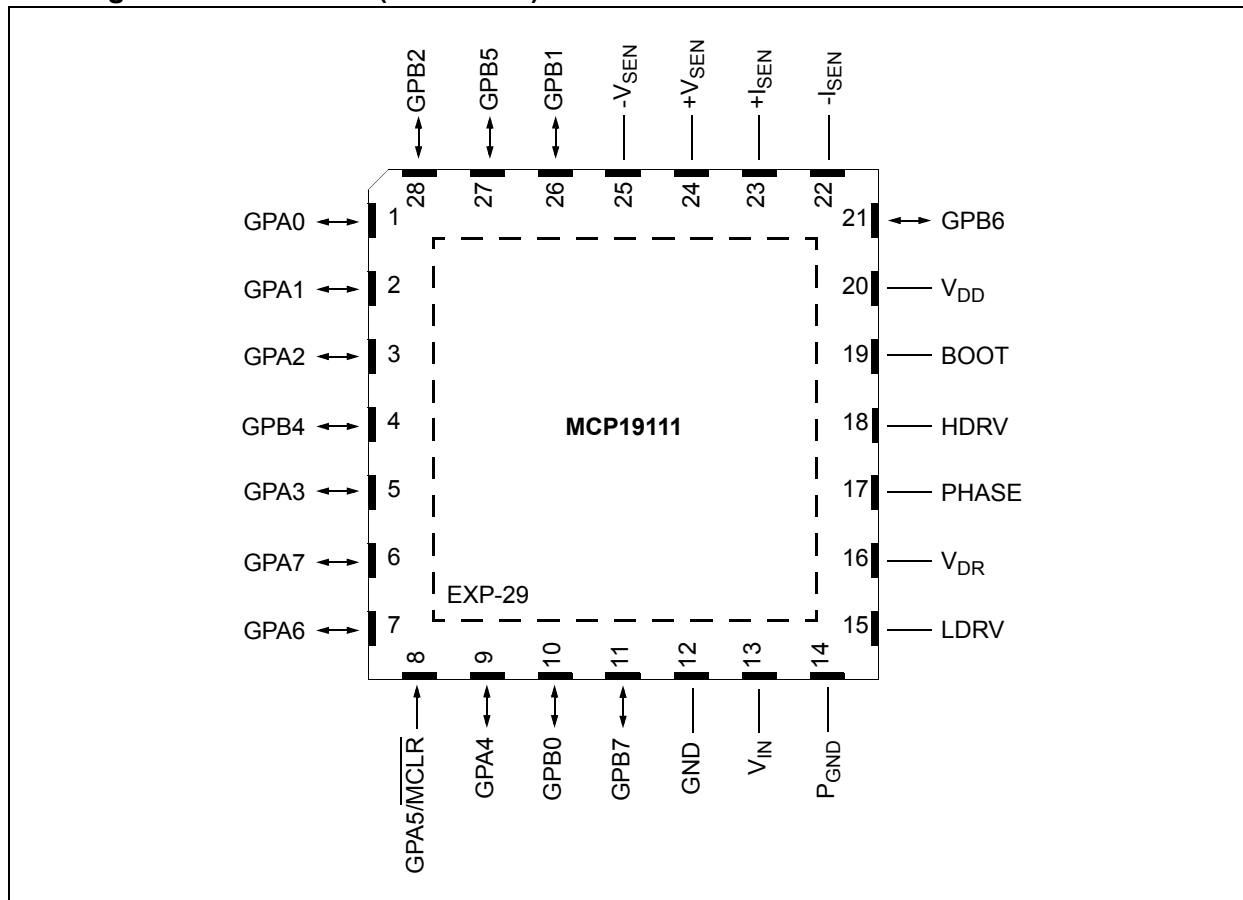 GPB2
GPB5
GPB1
-VSEN
+VSEN
+ISEN
-ISEN
28
27
26
25
24
23
22
GPA0
1
21
GPB6
GPA1
2
20
VDD
GPA2
3
19
BOOT
GPB4
4
MCP19111
18
HDRV
GPA3
5
17
PHASE
GPA7
6
16
VDR
EXP-29
GPA6
7
15
LDRV
8
9
10
11
12
13
14
GPA5/MCLR
GPA4
GPB0
GPB7
GND
VIN
PGND